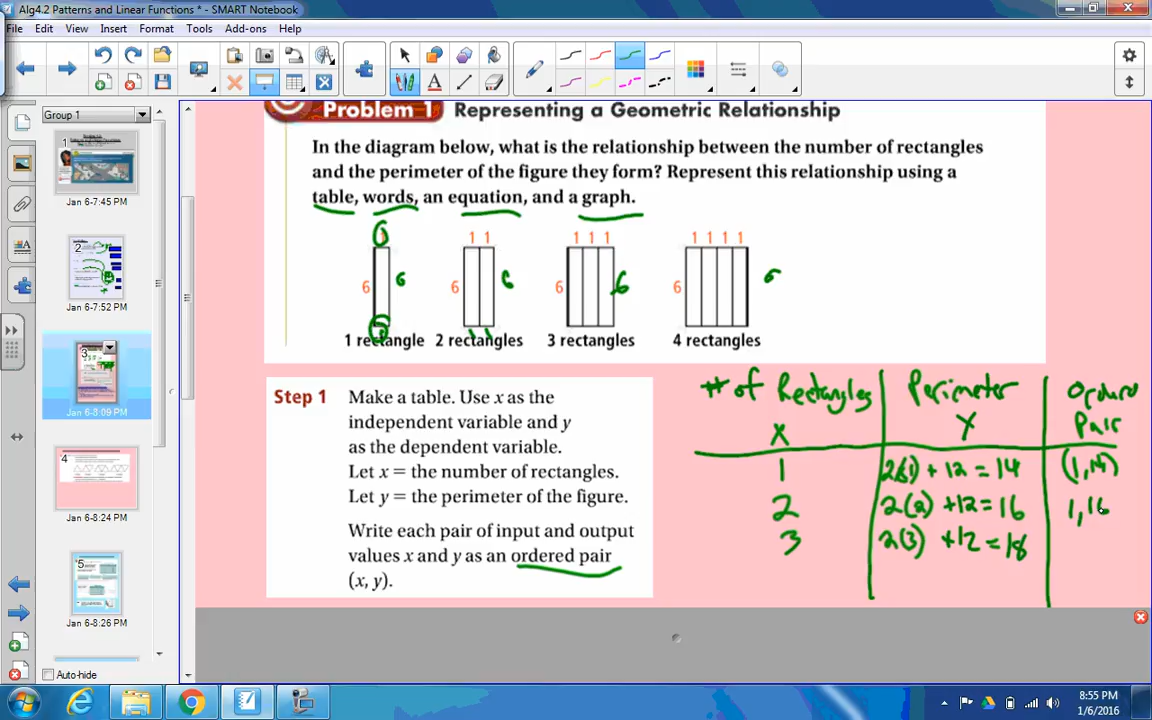 Alg4.2 Patterns and Linear Functions * - SMART Notebook
File Edit View Insert Format Tools Add-ons Help
Group 1
1
Jan 6-7:45 PM
2
Jan 6-7:52 PM
3
Jan 6-8:09 PM
4
Jan 6-8:24 PM
5
Jan 6-8:26 PM
Auto-hide
Problem 1 Representing a Geometric Relationship
In the diagram below, what is the relationship between the number of rectangles
and the perimeter of the figure they form? Represent this relationship using a
table, words, an equation, and a graph.
1 1 1 1 1 1 1 1 1
6 6 6 6 6 6 6 6
1 1
1 rectangle 2 rectangles 3 rectangles 4 rectangles
Step 1 Make a table. Use x as the
independent variable and y
as the dependent variable.
Let x = the number of rectangles.
Let y = the perimeter of the figure.
Write each pair of input and output
values x and y as an ordered pair
(x, y).
# of Rectangles Perimeter
X Y Pair
1 2(1) + 12 = 14 (1,14)
2 2(2) +12 = 16 1,16
3 2(3) +12 = 18
8:55 PM
1/6/2016